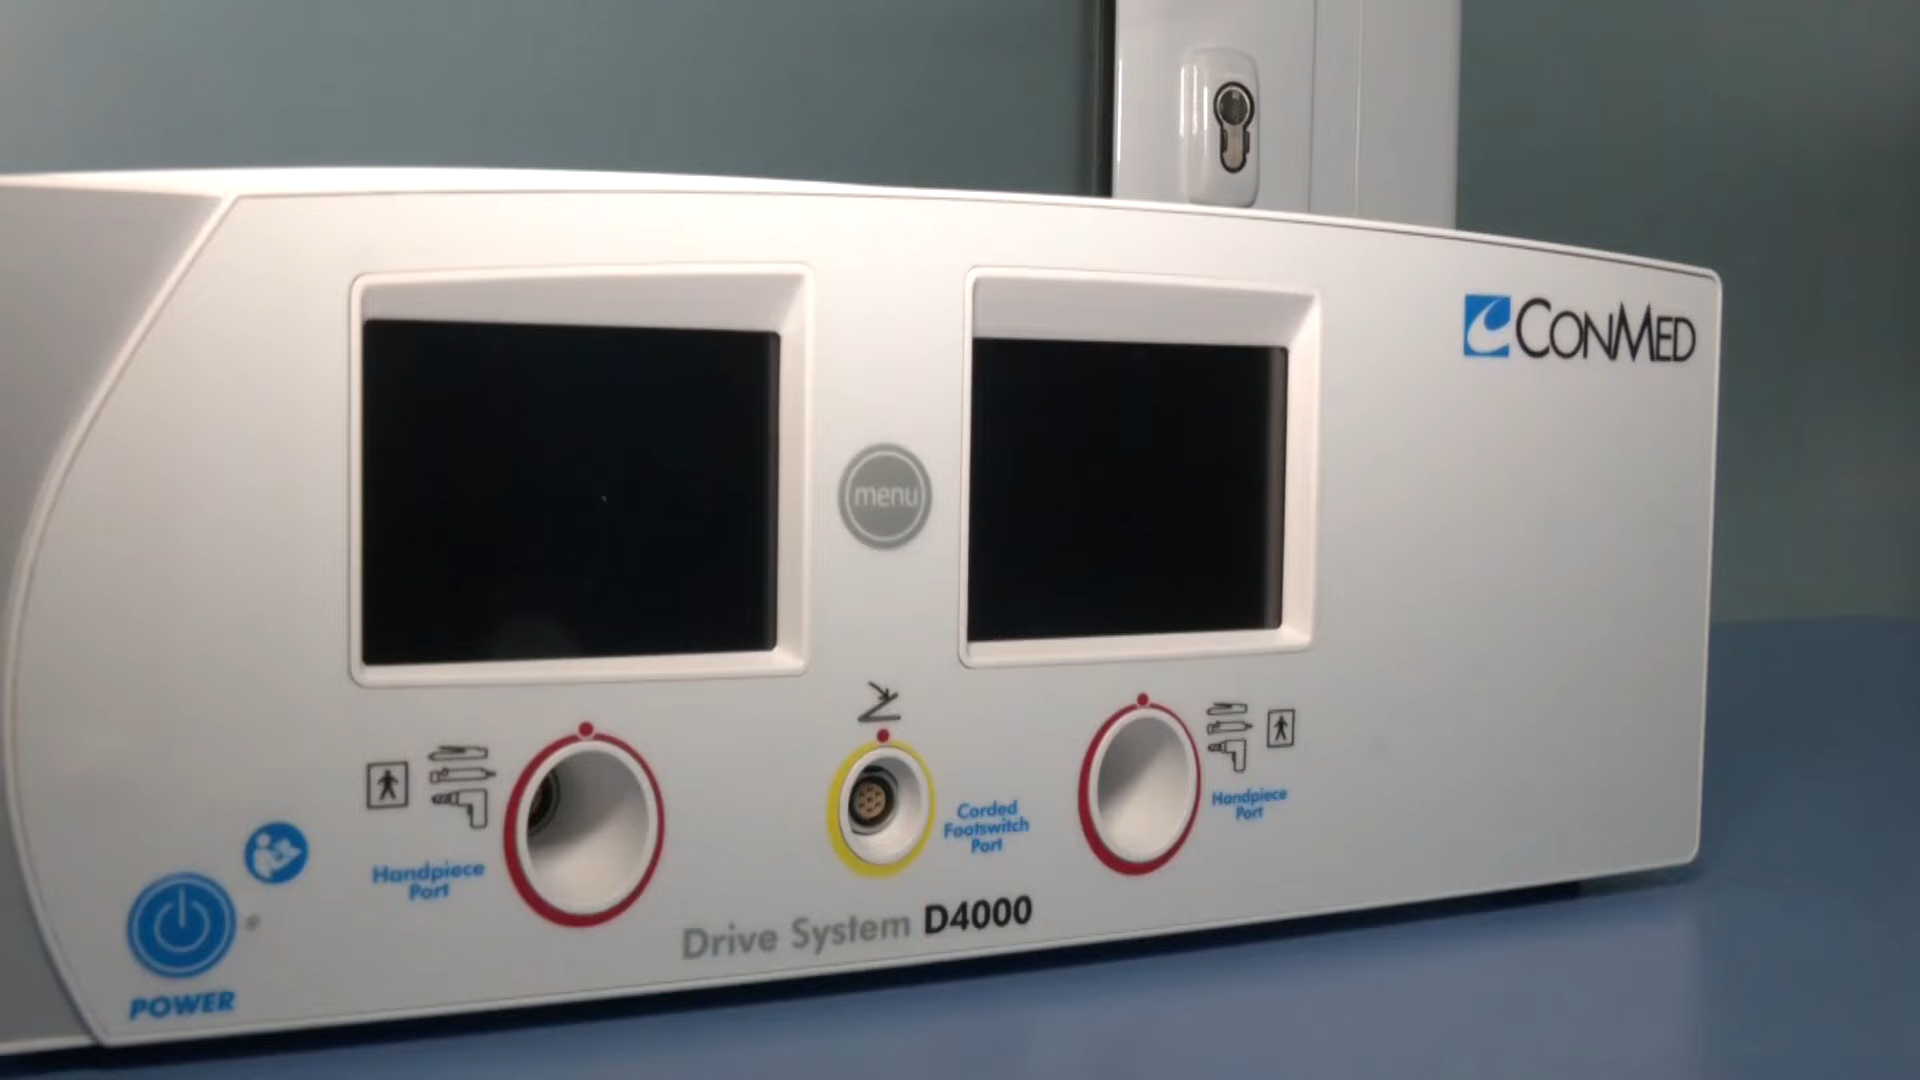 CONMED
menu
Handpiece
Port
Corded
Footswitch
Port
Handpiece
Port
Drive System D4000
POWER